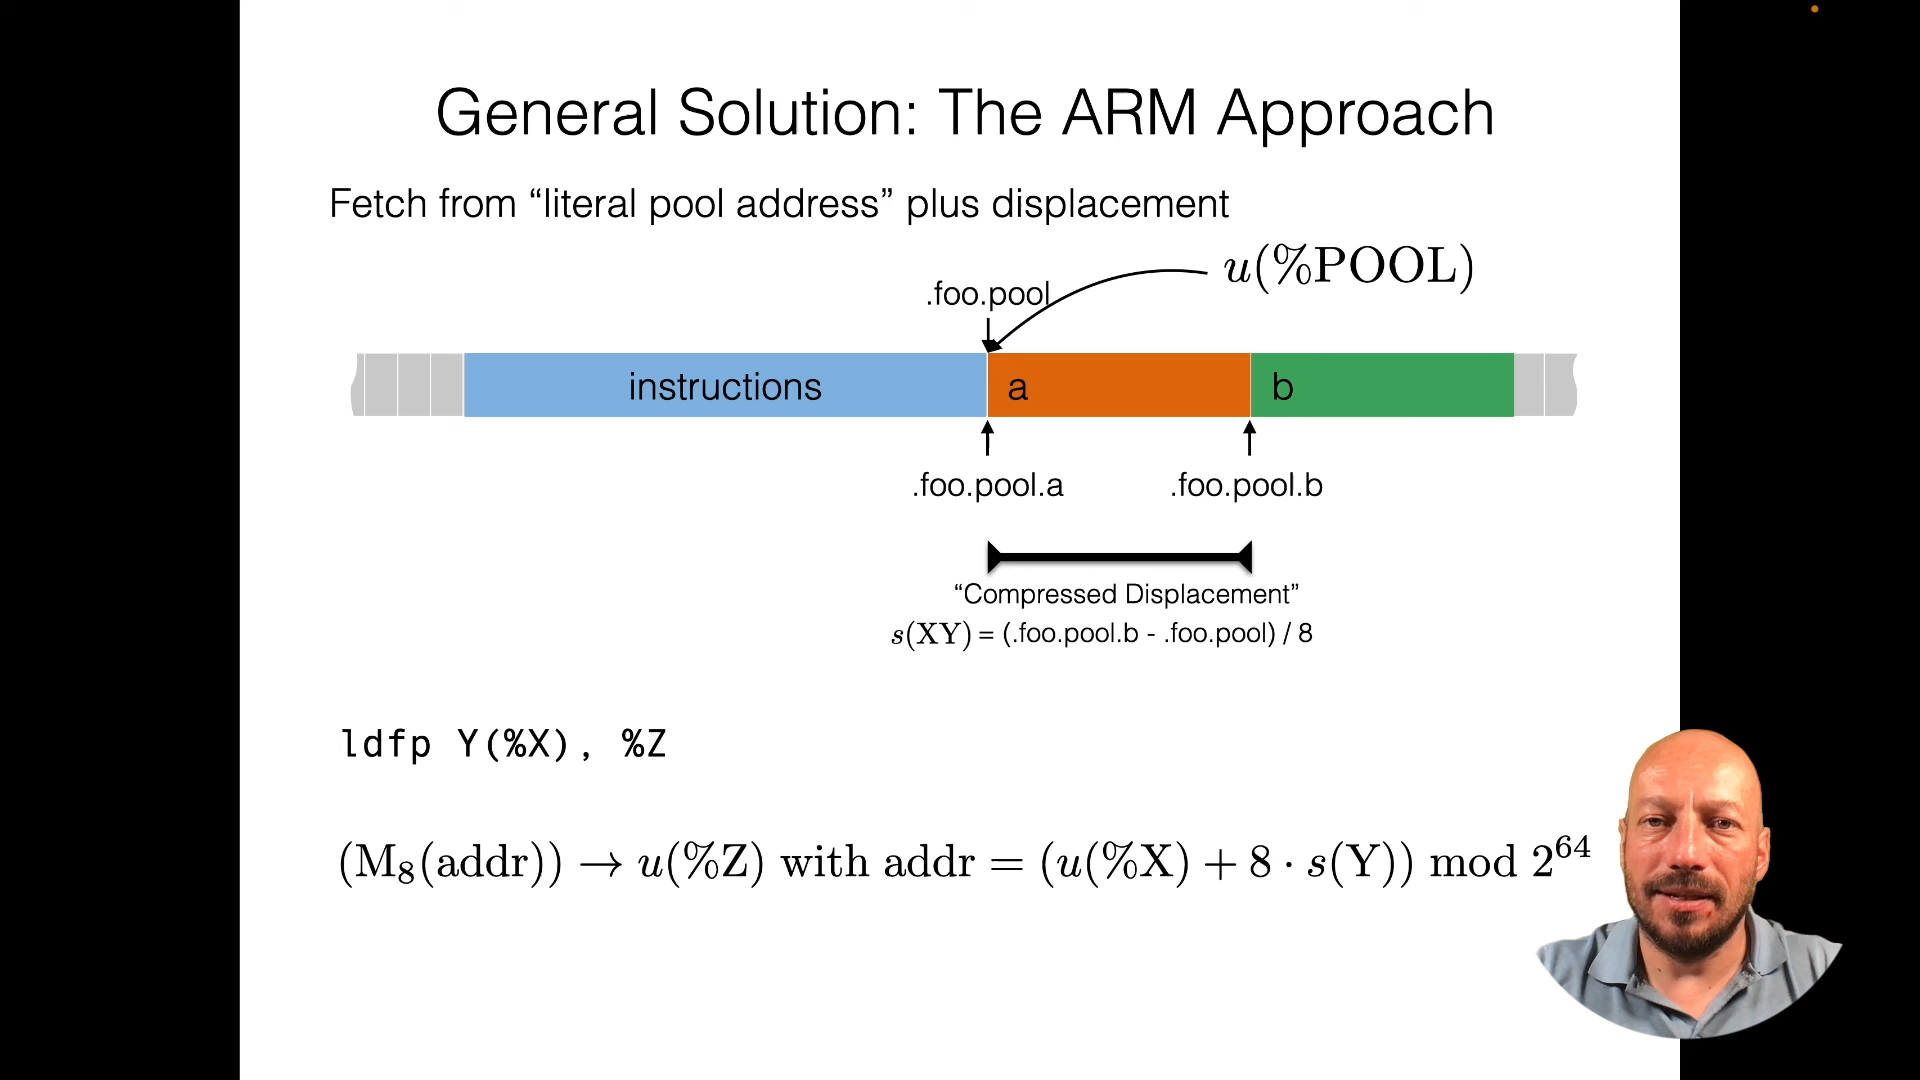 General Solution: The ARM Approach
Fetch from “literal pool address” plus displacement
u(%POOL)
.foo.pool
instructions
a
b
.foo.pool.a
.foo.pool.b
“Compressed Displacement”
s(XY) = (.foo.pool.b - .foo.pool) / 8
ldfp Y(%X), %Z
(M₈(addr)) → u(%Z) with addr = (u(%X) + 8 · s(Y)) mod 2⁶⁴